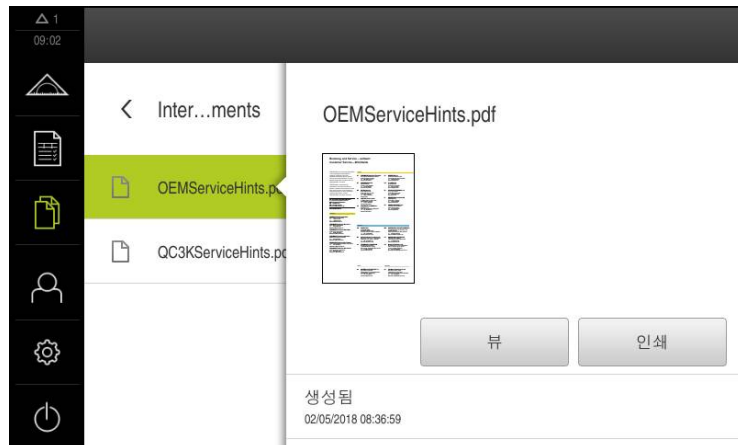 1
09:02
Inter...ments
OEMServiceHints.pdf
OEMServiceHints.p
QC3KServiceHints.pd
뷰
인쇄
생성됨
02/05/2018 08:36:59